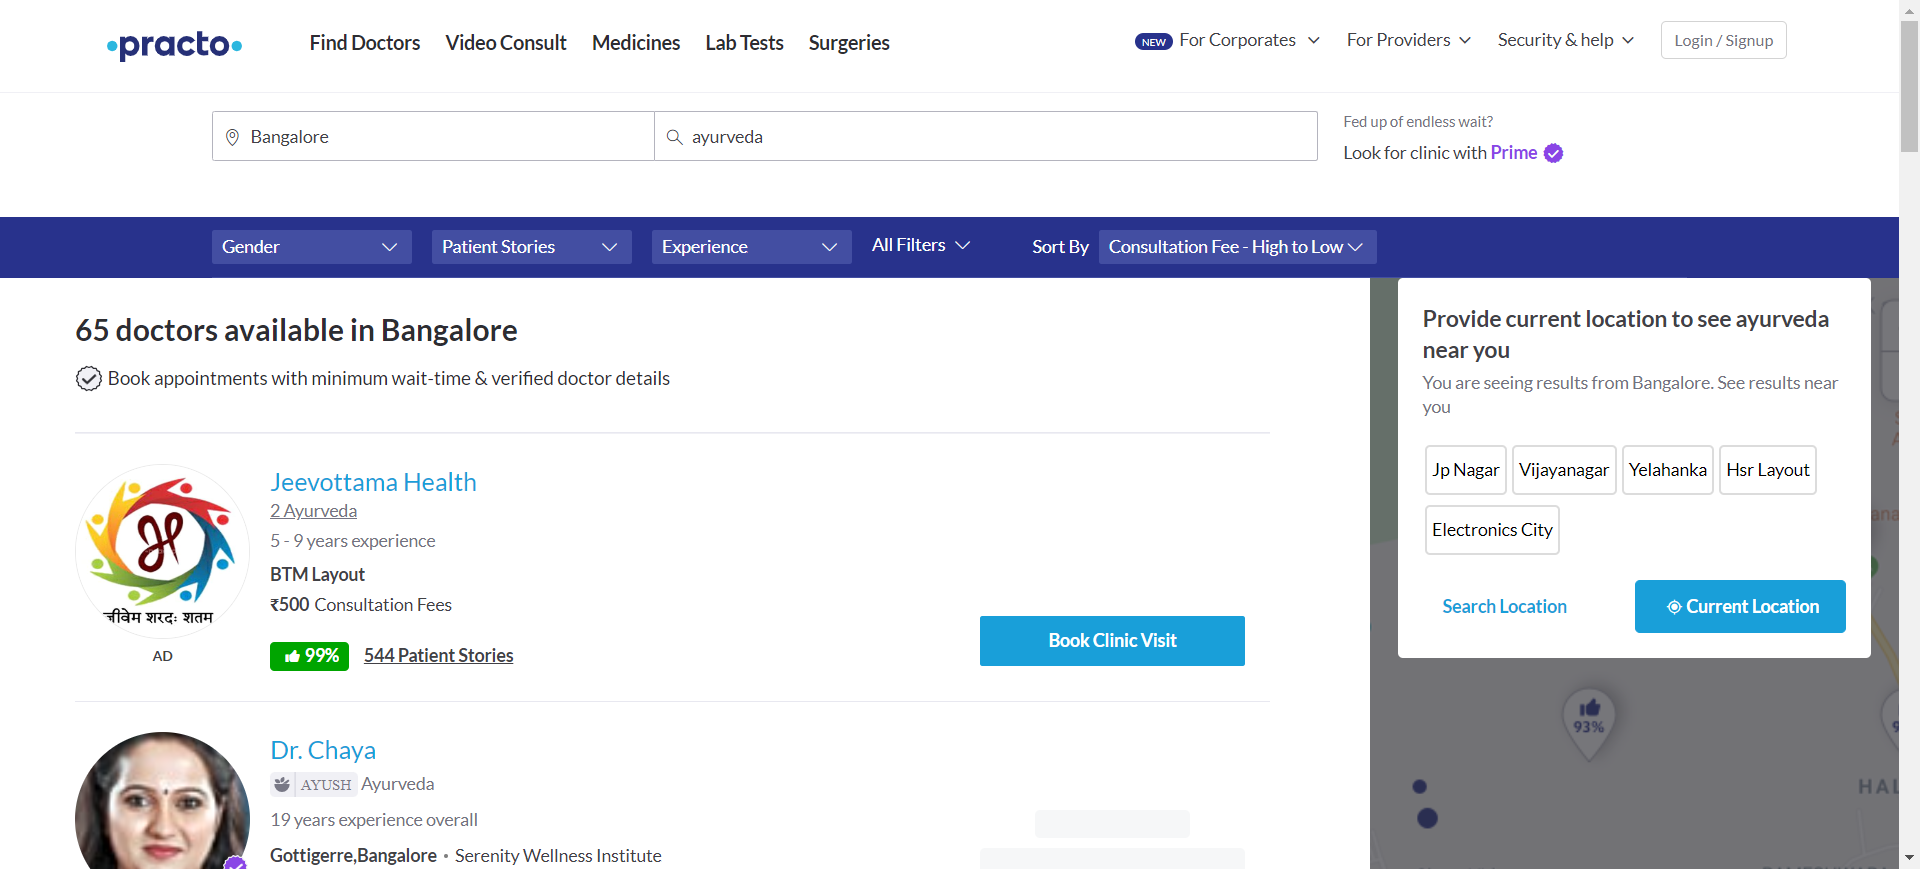 practo
Find Doctors
Video Consult
Medicines
Lab Tests
Surgeries
NEW For Corporates
For Providers
Security & help
Login / Signup
Bangalore
ayurveda
Fed up of endless wait?
Look for clinic with Prime
Gender
Patient Stories
Experience
All Filters
Sort By
Consultation Fee - High to Low
65 doctors available in Bangalore
Book appointments with minimum wait-time & verified doctor details
Jeevottama Health
2 Ayurveda
5 - 9 years experience
BTM Layout
₹500 Consultation Fees
जीवेम शरदः शतम
AD
99%
544 Patient Stories
Book Clinic Visit
Dr. Chaya
AYUSH Ayurveda
19 years experience overall
Gottigerre,Bangalore • Serenity Wellness Institute
Provide current location to see ayurveda
near you
You are seeing results from Bangalore. See results near
you
Jp Nagar
Vijayanagar
Yelahanka
Hsr Layout
Electronics City
Search Location
Current Location
93%
HAL